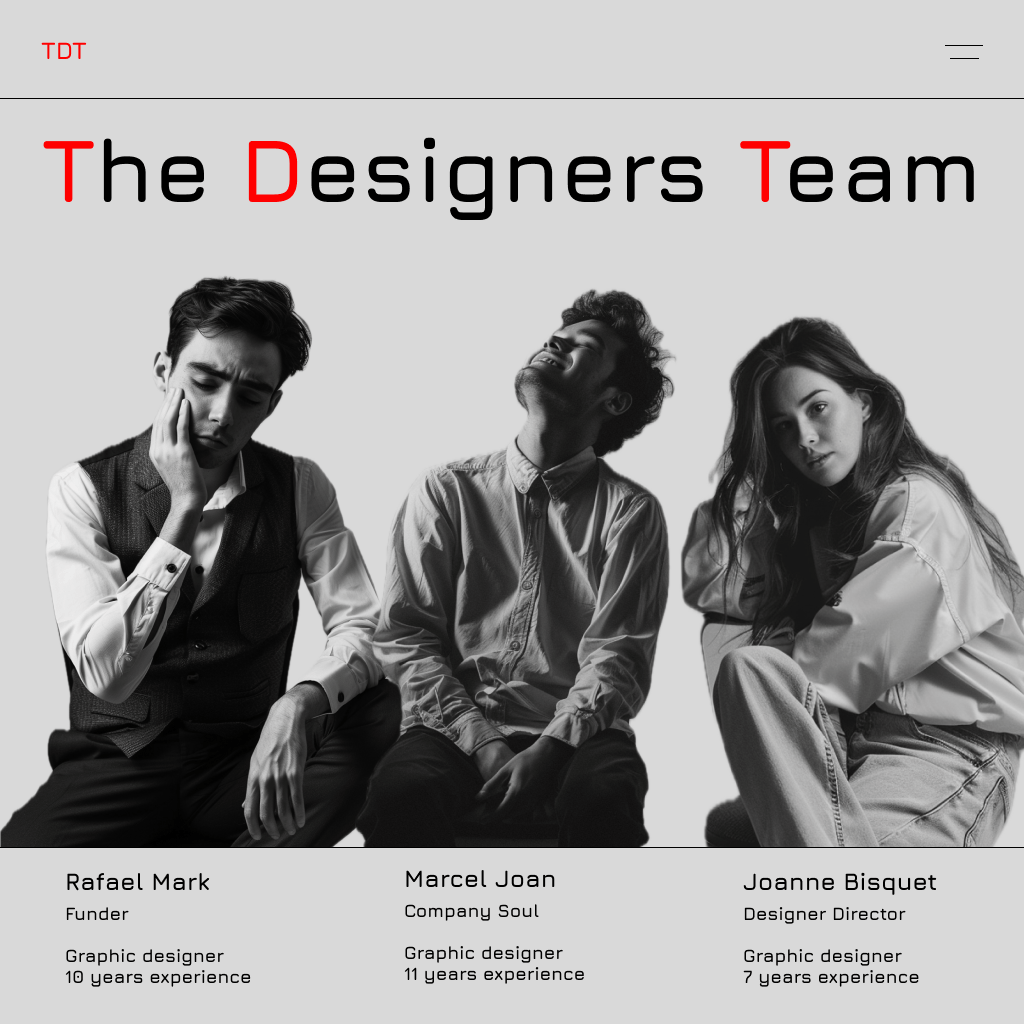 TDT
The Designers Team
Rafael Mark
Funder
Graphic designer
10 years experience
Marcel Joan
Company Soul
Graphic designer
11 years experience
Joanne Bisquet
Designer Director
Graphic designer
7 years experience